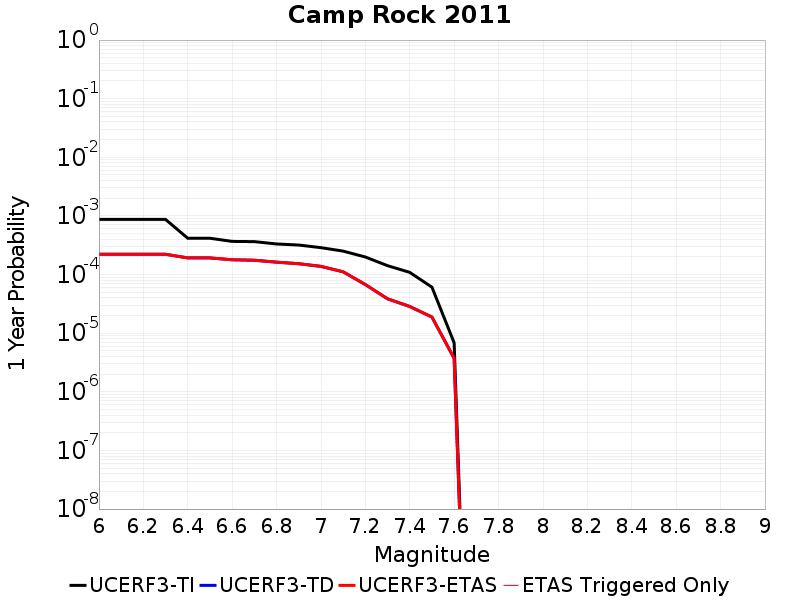 Camp Rock 2011
1 Year Probability
10^0
10^-1
10^-2
10^-3
10^-4
10^-5
10^-6
10^-7
10^-8
6 6.2 6.4 6.6 6.8 7 7.2 7.4 7.6 7.8 8 8.2 8.4 8.6 8.8 9
Magnitude
UCERF3-TI UCERF3-TD UCERF3-ETAS ETAS Triggered Only